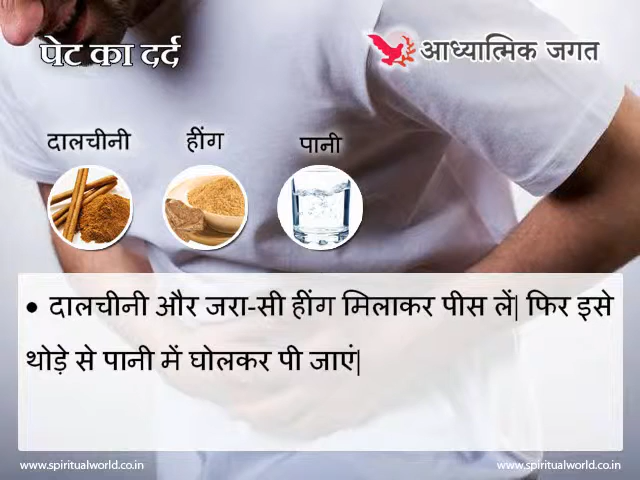 पेट का दर्द
आध्यात्मिक जगत
दालचीनी
हींग
पानी
• दालचीनी और जरा-सी हींग मिलाकर पीस लें| फिर इसे
थोड़े से पानी में घोलकर पी जाएं|
www.spiritualworld.co.in
www.spiritualworld.co.in